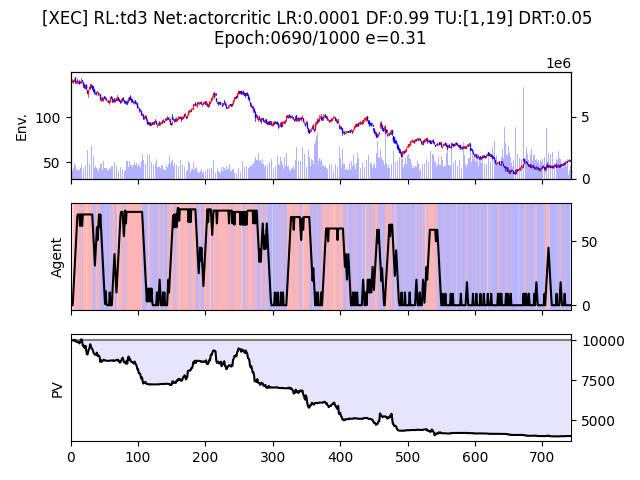 [XEC] RL:td3 Net:actorcritic LR:0.0001 DF:0.99 TU:[1,19] DRT:0.05
Epoch:0690/1000 e=0.31
1e6
Env.
100
50
5
0
Agent
50
0
PV
10000
7500
5000
0 100 200 300 400 500 600 700